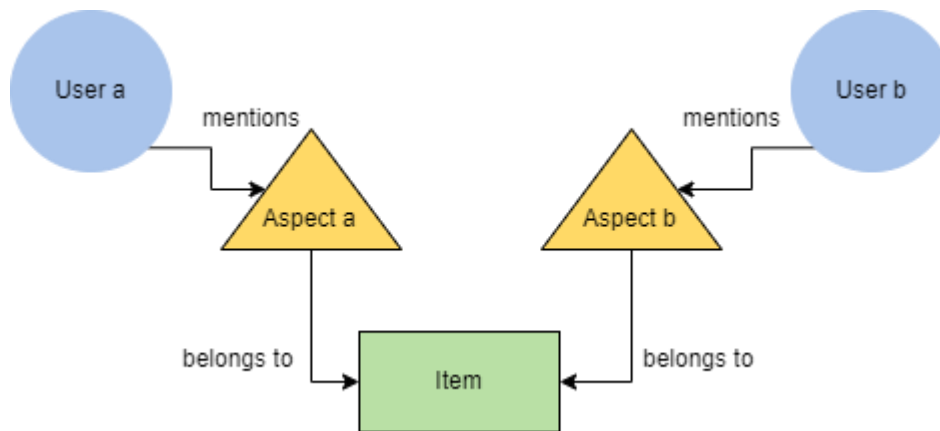 User a
User b
mentions
mentions
Aspect a
Aspect b
belongs to
belongs to
Item